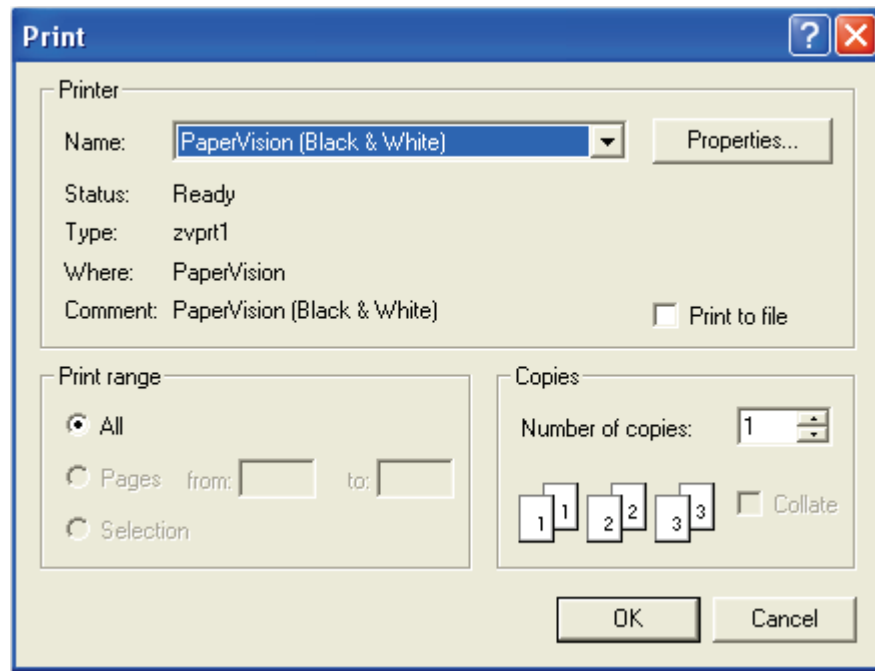 Print
Printer
Name: PaperVision (Black & White) Properties...
Status: Ready
Type: zvprt1
Where: PaperVision
Comment: PaperVision (Black & White) Print to file
Print range
All
Pages from: to:
Selection
Copies
Number of copies: 1
1 1 2 2 3 3 Collate
OK Cancel